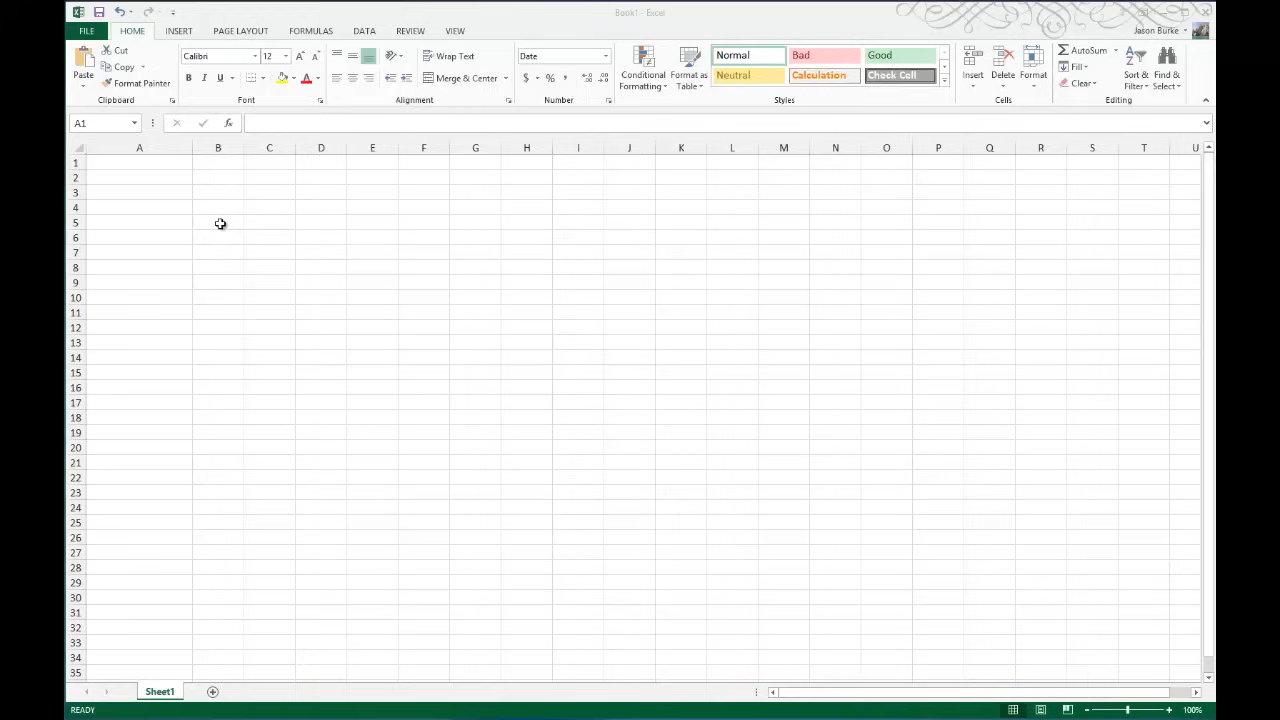 Book1 - Excel
FILE HOME INSERT PAGE LAYOUT FORMULAS DATA REVIEW VIEW Jason Burke
Cut
Copy
Format Painter
Paste
Clipboard
Calibri 12
B I U
Font
Wrap Text
Merge & Center
Alignment
Date
$ % ,
Number
Conditional
Formatting
Format as
Table
Normal Bad Good
Neutral Calculation Check Cell
Styles
Insert Delete Format
Cells
AutoSum
Fill
Clear
Sort &
Filter
Find &
Select
Editing
A1 fx
A B C D E F G H I J K L M N O P Q R S T U
1
2
3
4
5
6
7
8
9
10
11
12
13
14
15
16
17
18
19
20
21
22
23
24
25
26
27
28
29
30
31
32
33
34
35
Sheet1
READY 100%